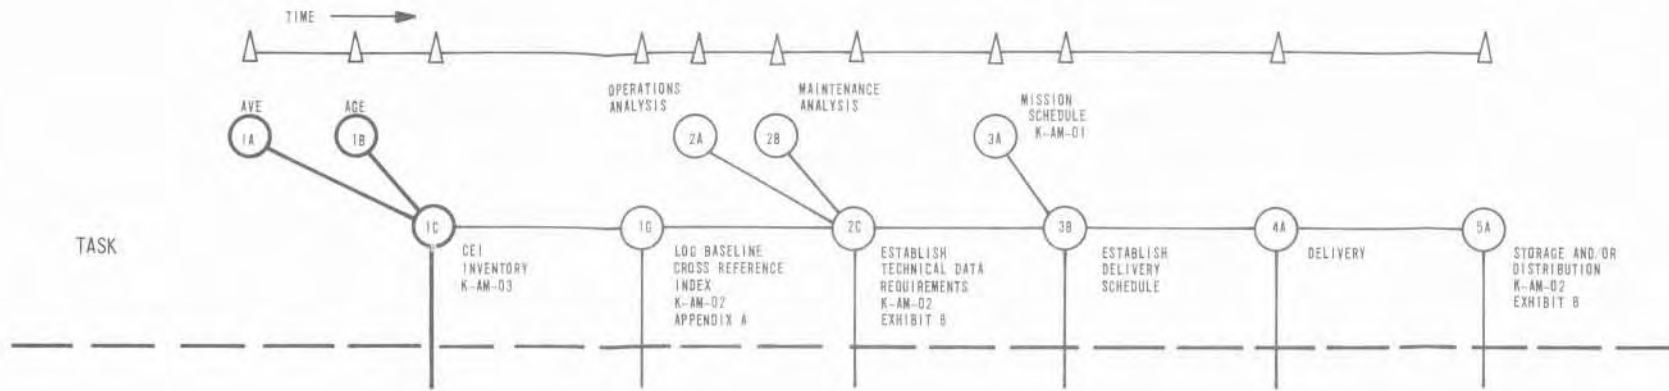 TIME
AVE
AGE
OPERATIONS
ANALYSIS
MAINTENANCE
ANALYSIS
MISSION
SCHEDULE
K-AM-01
1A
1B
2A
2B
3A
TASK
1C
1G
2C
3B
4A
5A
CEI
INVENTORY
K-AM-03
LOG BASELINE
CROSS REFERENCE
INDEX
K-AM-02
APPENDIX A
ESTABLISH
TECHNICAL DATA
REQUIREMENTS
K-AM-02
EXHIBIT B
ESTABLISH
DELIVERY
SCHEDULE
DELIVERY
STORAGE AND/OR
DISTRIBUTION
K-AM-02
EXHIBIT B